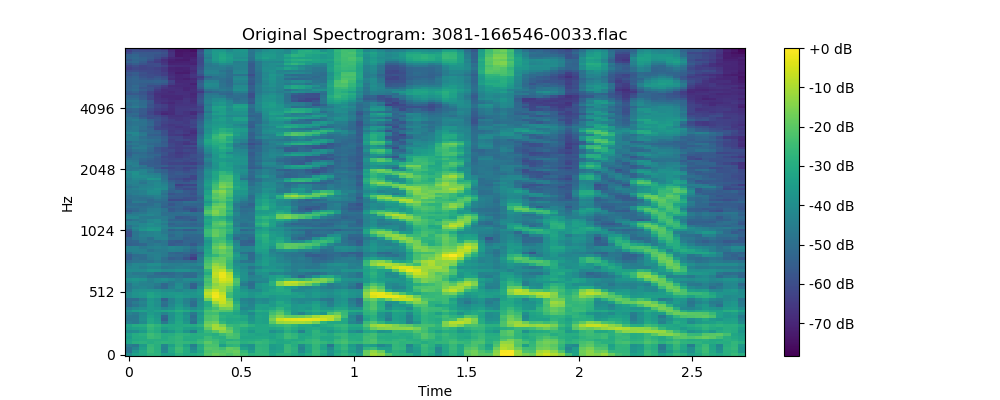 Original Spectrogram: 3081-166546-0033.flac
Hz
4096
2048
1024
512
0
0
0.5
1
1.5
2
2.5
Time
+0 dB
-10 dB
-20 dB
-30 dB
-40 dB
-50 dB
-60 dB
-70 dB